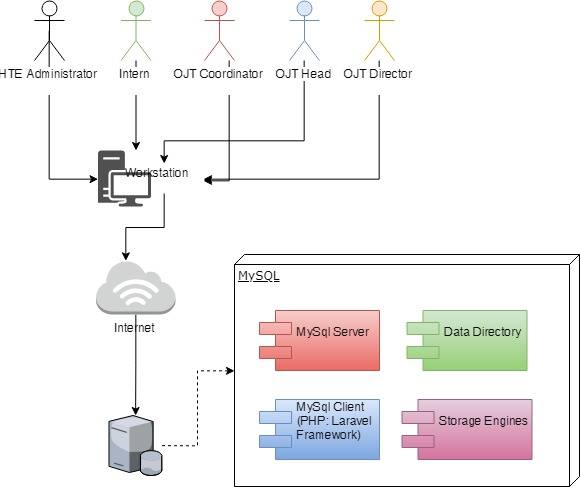 HTE Administrator
Intern
OJT Coordinator
OJT Head
OJT Director
Workstation
Internet
MySQL
MySql Server
Data Directory
MySql Client
(PHP: Laravel
Framework)
Storage Engines